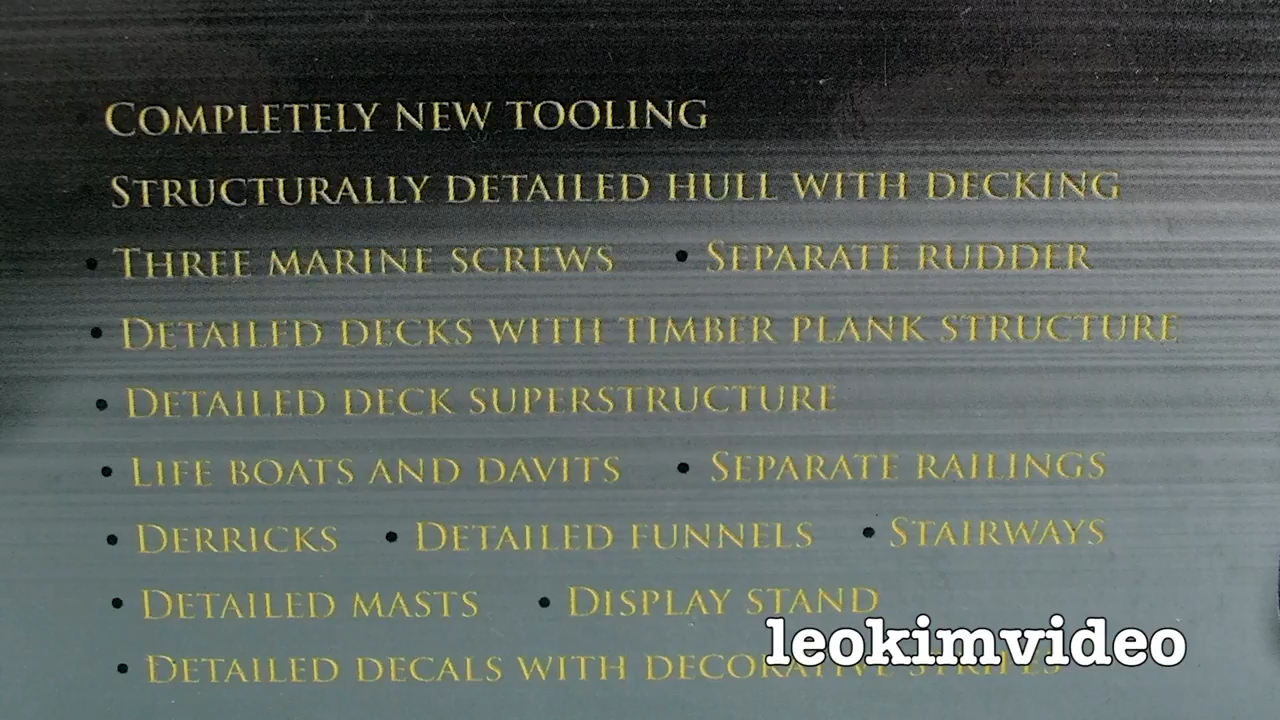 COMPLETELY NEW TOOLING
STRUCTURALLY DETAILED HULL WITH DECKING
• THREE MARINE SCREWS • SEPARATE RUDDER
• DETAILED DECKS WITH TIMBER PLANK STRUCTURE
• DETAILED DECK SUPERSTRUCTURE
• LIFE BOATS AND DAVITS • SEPARATE RAILINGS
• DERRICKS • DETAILED FUNNELS • STAIRWAYS
• DETAILED MASTS • DISPLAY STAND
• DETAILED DECALS WITH DECORATIVE STRIPES
leokimvideo